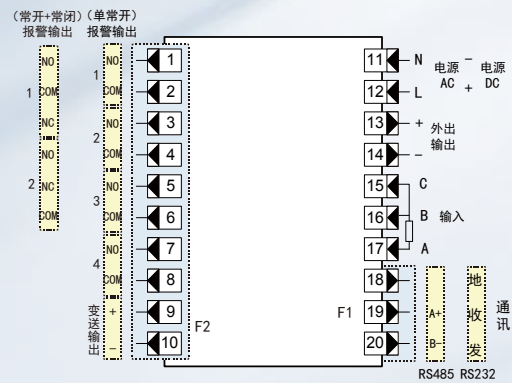 （常开+常闭）（单常开）
报警输出 报警输出
NO NO 1 11 N 电源 - 电源
1 COM 1 COM 2 12 L AC + DC
NC NO 3 13 + 外出
NO 2 COM 4 14 - 输出
2 NC NO 5 15 C
COM 3 COM 6 16 B 输入
NO 7 17 A
4 COM 8 18 地
变送输出 + 9 F2 F1 19 A+ 收 通讯
- 10 20 B- 发
RS485 RS232